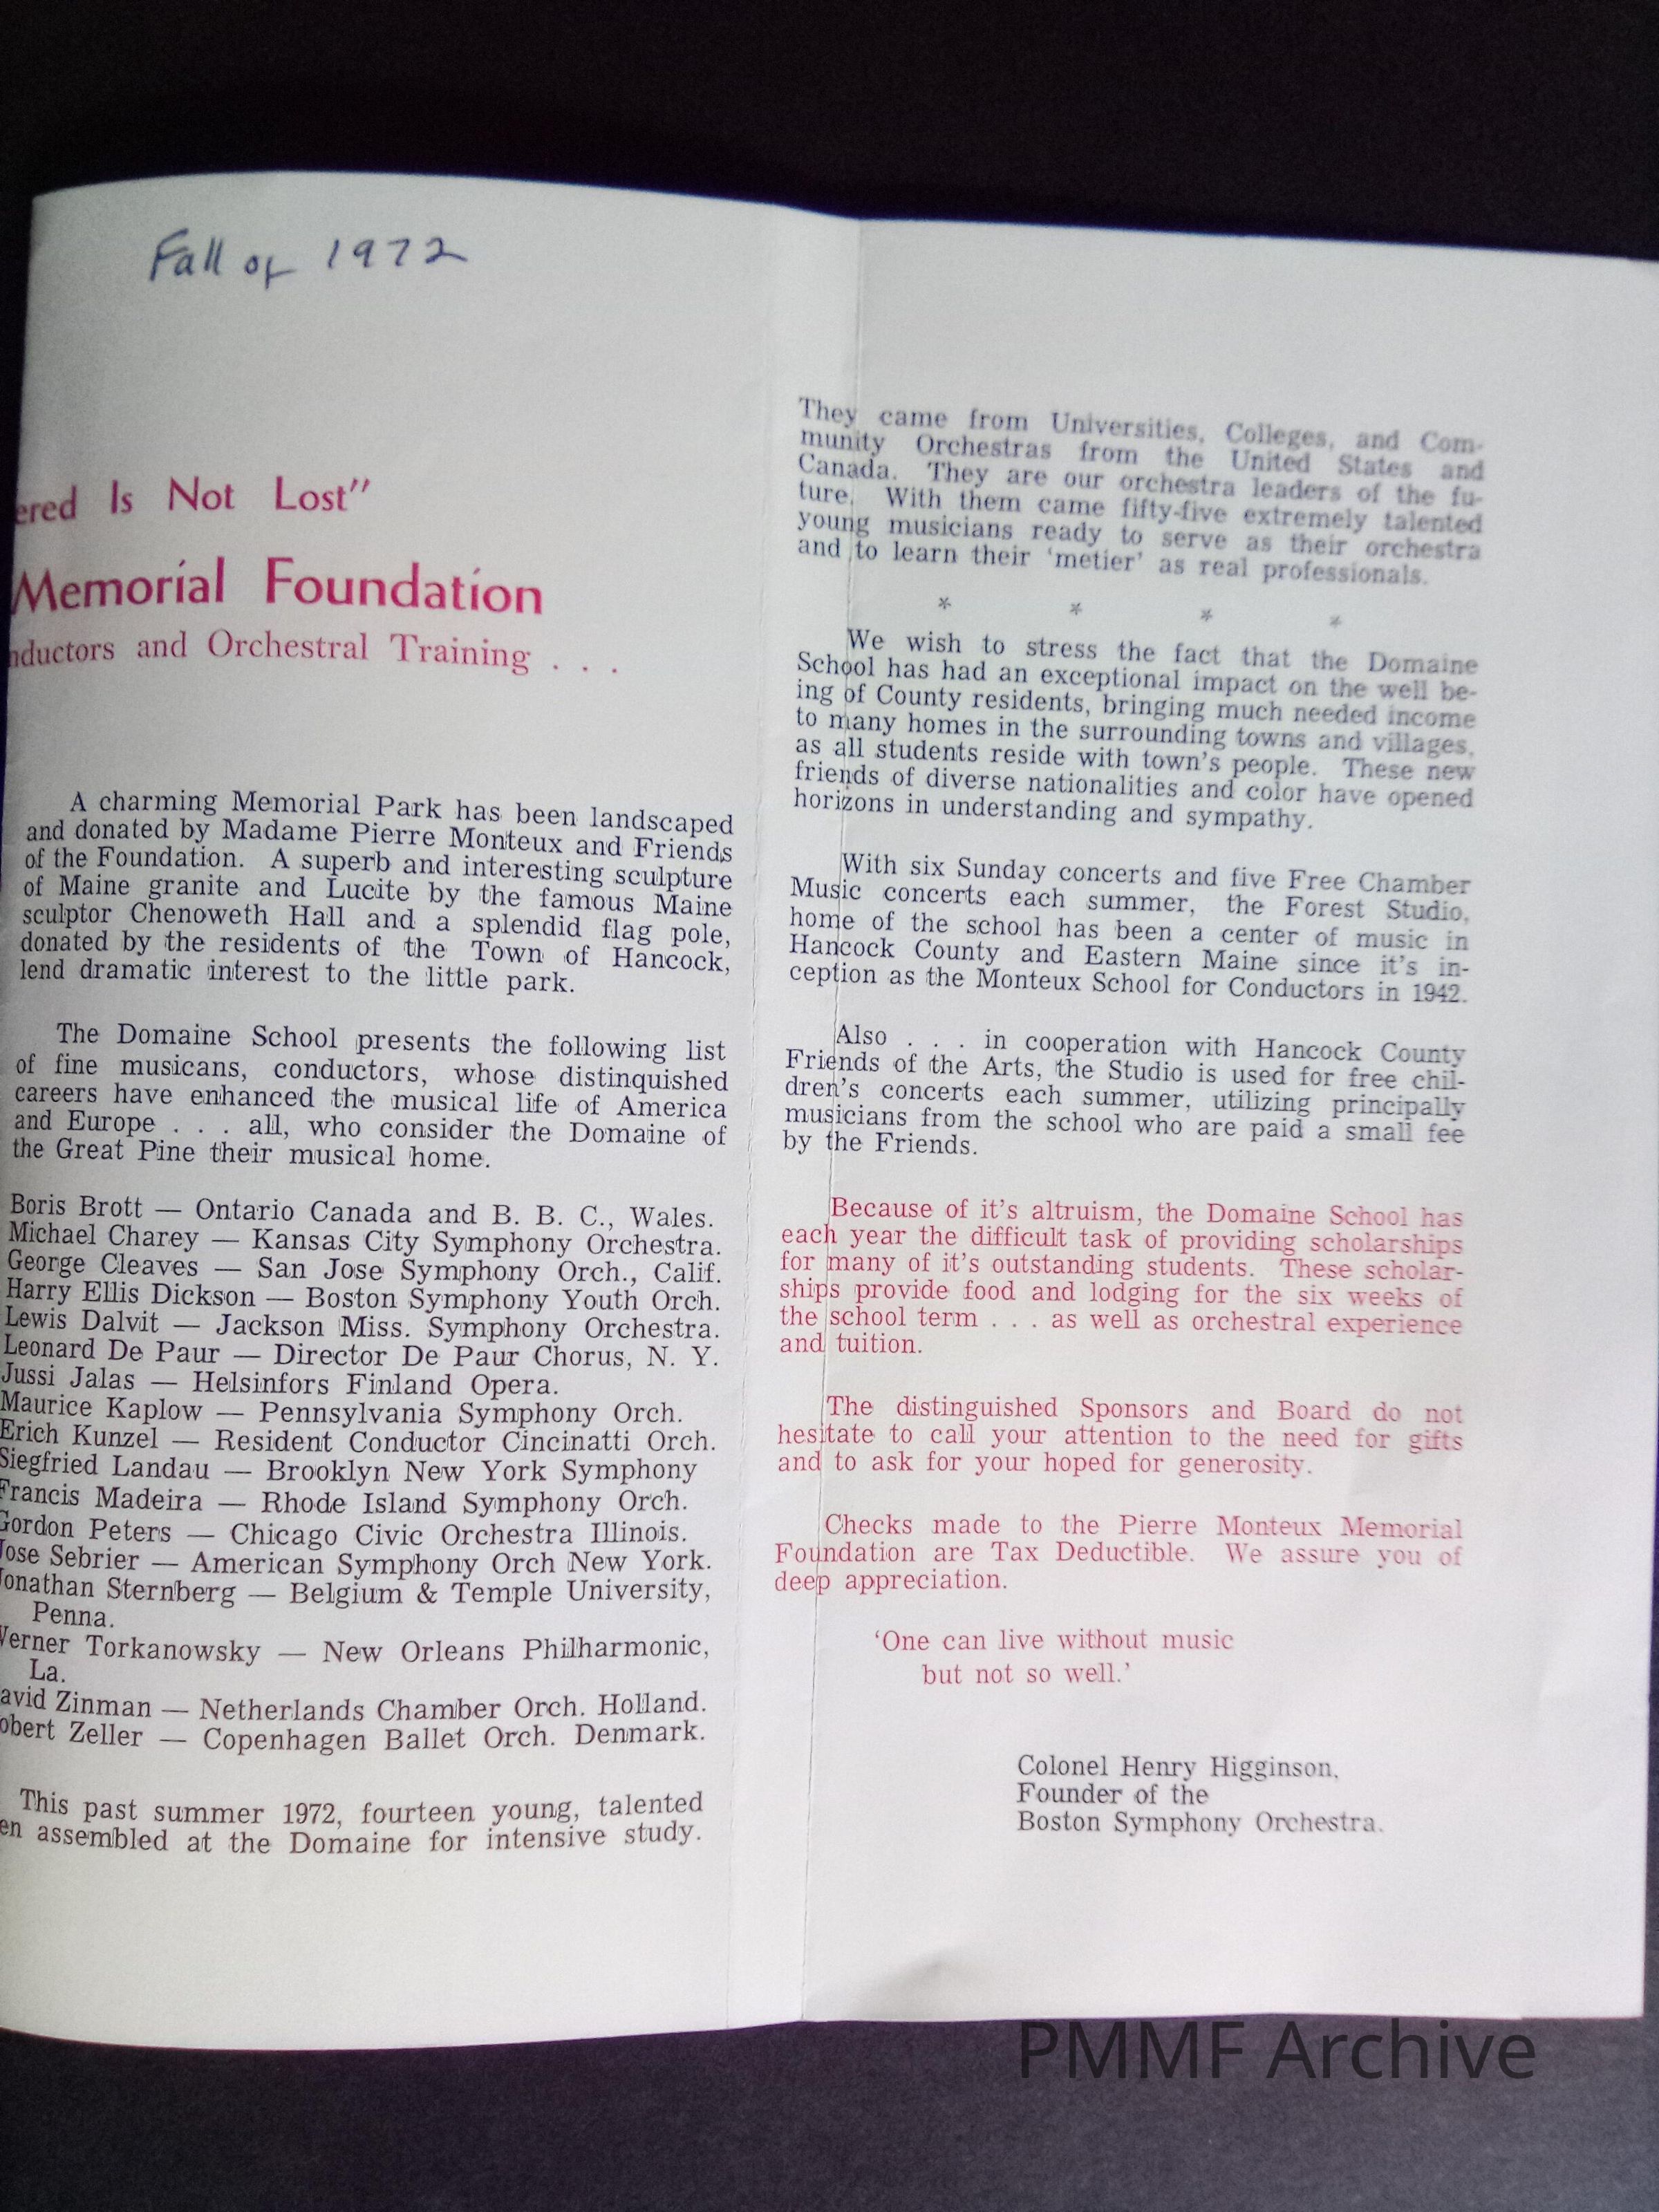 Fall of 1972
Is Not Lost"
Memorial Foundation
and Orchestral Training . . .
A charming Memorial Park has been landscaped
and donated by Madame Pierre Monteux and Friends
of the Foundation. A superb and interesting sculpture
of Maine granite and Lucite by the famous Maine
sculptor Chenoweth Hall and a splendid flag pole,
donated by the residents of the Town of Hancock,
lend dramatic interest to the little park.
The Domaine School presents the following list
of fine musicans, conductors, whose distinquished
careers have enhanced the musical life of America
and Europe . . . all, who consider the Domaine of
the Great Pine their musical home.
Boris Brott — Ontario Canada and B. B. C., Wales.
Michael Charey — Kansas City Symphony Orchestra.
George Cleaves — San Jose Symphony Orch., Calif.
Harry Ellis Dickson — Boston Symphony Youth Orch.
Lewis Dalvit — Jackson Miss. Symphony Orchestra.
Leonard De Paur — Director De Paur Chorus, N. Y.
Jussi Jalas — Helsinfors Finland Opera.
Maurice Kaplow — Pennsylvania Symphony Orch.
Erich Kunzel — Resident Conductor Cincinatti Orch.
Siegfried Landau — Brooklyn New York Symphony
Francis Madeira — Rhode Island Symphony Orch.
Gordon Peters — Chicago Civic Orchestra Illinois.
Jose Sebrier — American Symphony Orch New York.
Jonathan Sternberg — Belgium & Temple University,
Penna.
Werner Torkanowsky — New Orleans Philharmonic,
La.
avid Zinman — Netherlands Chamber Orch. Holland.
obert Zeller — Copenhagen Ballet Orch. Denmark.
This past summer 1972, fourteen young, talented
en assembled at the Domaine for intensive study.
They came from Universities, Colleges, and Com-
munity Orchestras from the United States and
Canada. They are our orchestra leaders of the fu-
ture. With them came fifty-five extremely talented
young musicians ready to serve as their orchestra
and to learn their 'metier' as real professionals.
* * * *
We wish to stress the fact that the Domaine
School has had an exceptional impact on the well be-
ing of County residents, bringing much needed income
to many homes in the surrounding towns and villages,
as all students reside with town's people. These new
friends of diverse nationalities and color have opened
horizons in understanding and sympathy.
With six Sunday concerts and five Free Chamber
Music concerts each summer, the Forest Studio,
home of the school has been a center of music in
Hancock County and Eastern Maine since it's in-
ception as the Monteux School for Conductors in 1942.
Also . . . in cooperation with Hancock County
Friends of the Arts, the Studio is used for free chil-
dren's concerts each summer, utilizing principally
musicians from the school who are paid a small fee
by the Friends.
Because of it's altruism, the Domaine School has
each year the difficult task of providing scholarships
for many of it's outstanding students. These scholar-
ships provide food and lodging for the six weeks of
the school term . . . as well as orchestral experience
and tuition.
The distinguished Sponsors and Board do not
hesitate to call your attention to the need for gifts
and to ask for your hoped for generosity.
Checks made to the Pierre Monteux Memorial
Foundation are Tax Deductible. We assure you of
deep appreciation.
'One can live without music
but not so well.'
Colonel Henry Higginson,
Founder of the
Boston Symphony Orchestra.
PMMF Archive